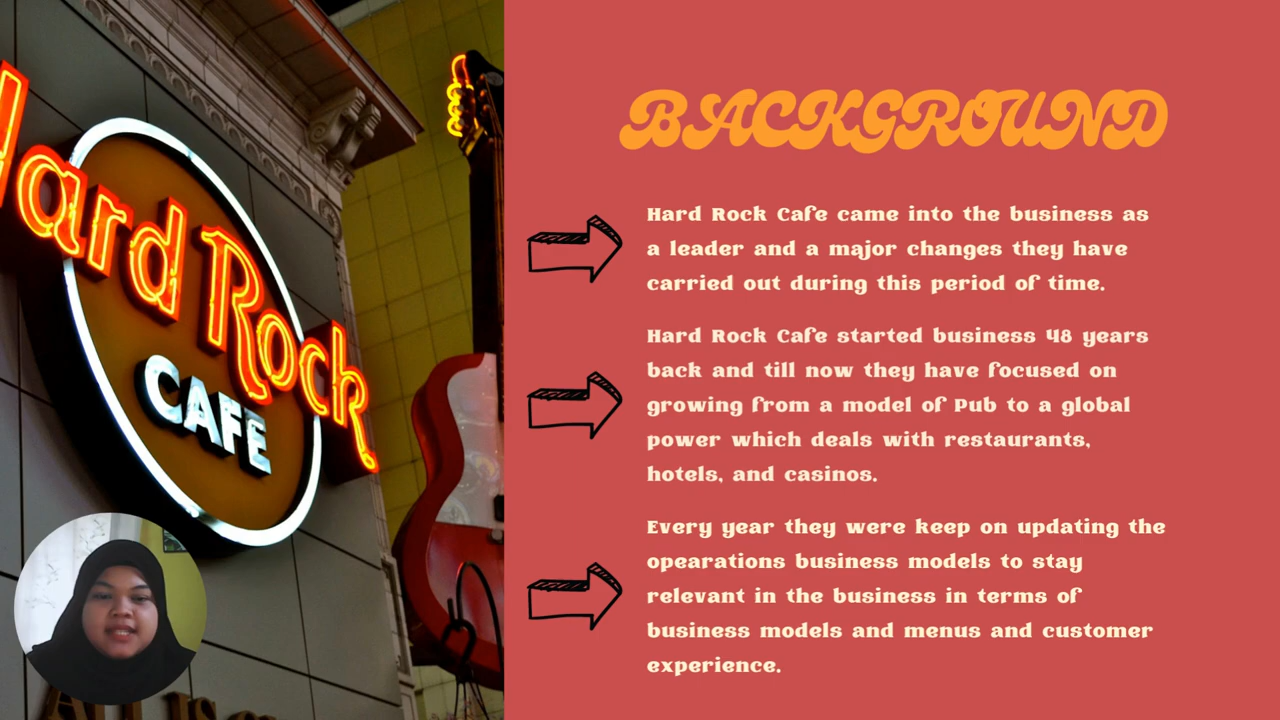 Hard Rock
CAFE
BACKGROUND
Hard Rock Cafe came into the business as
a leader and a major changes they have
carried out during this period of time.
Hard Rock Cafe started business 48 years
back and till now they have focused on
growing from a model of Pub to a global
power which deals with restaurants,
hotels, and casinos.
Every year they were keep on updating the
opearations business models to stay
relevant in the business in terms of
business models and menus and customer
experience.